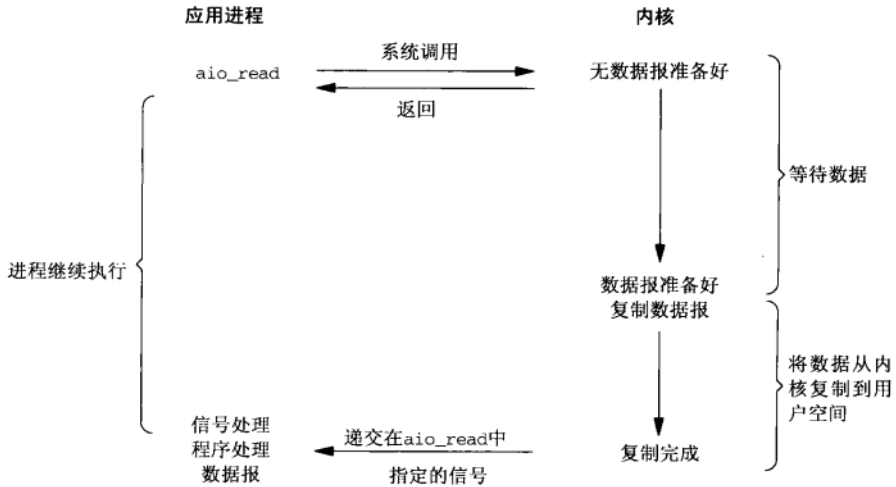 应用进程
内核
系统调用
aio_read
无数据报准备好
返回
等待数据
进程继续执行
数据报准备好
复制数据报
将数据从内
核复制到用
户空间
信号处理
程序处理
数据报
递交在aio_read中
指定的信号
复制完成